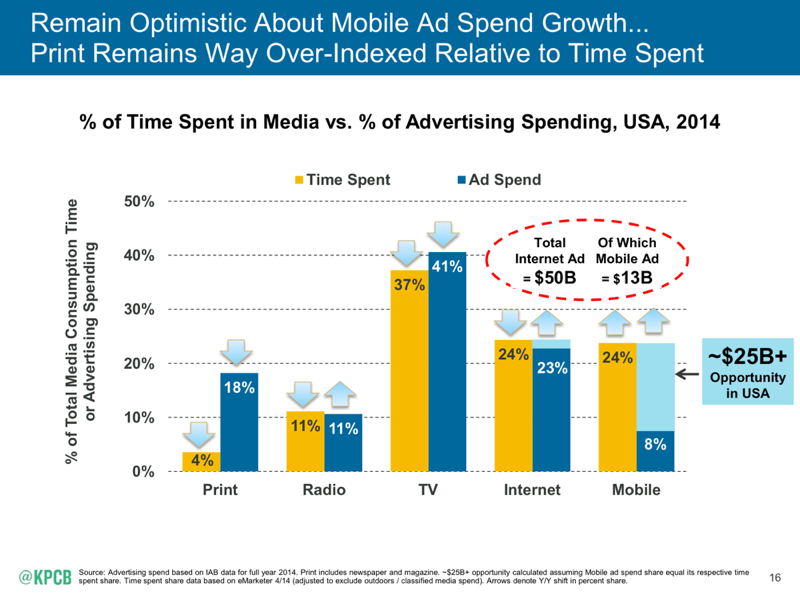 Remain Optimistic About Mobile Ad Spend Growth...
Print Remains Way Over-Indexed Relative to Time Spent
% of Time Spent in Media vs. % of Advertising Spending, USA, 2014
% of Total Media Consumption Time
or Advertising Spending
Time Spent
Ad Spend
50%
40%
30%
20%
10%
0%
4%
18%
11%
11%
37%
41%
24%
23%
24%
8%
Print
Radio
TV
Internet
Mobile
Total
Internet Ad
= $50B
Of Which
Mobile Ad
= $13B
~$25B+
Opportunity
in USA
@KPCB
Source: Advertising spend based on IAB data for full year 2014. Print includes newspaper and magazine. ~$25B+ opportunity calculated assuming Mobile ad spend share equal its respective time
spent share. Time spent share data based on eMarketer 4/14 (adjusted to exclude outdoors / classified media spend). Arrows denote Y/Y shift in percent share.
16